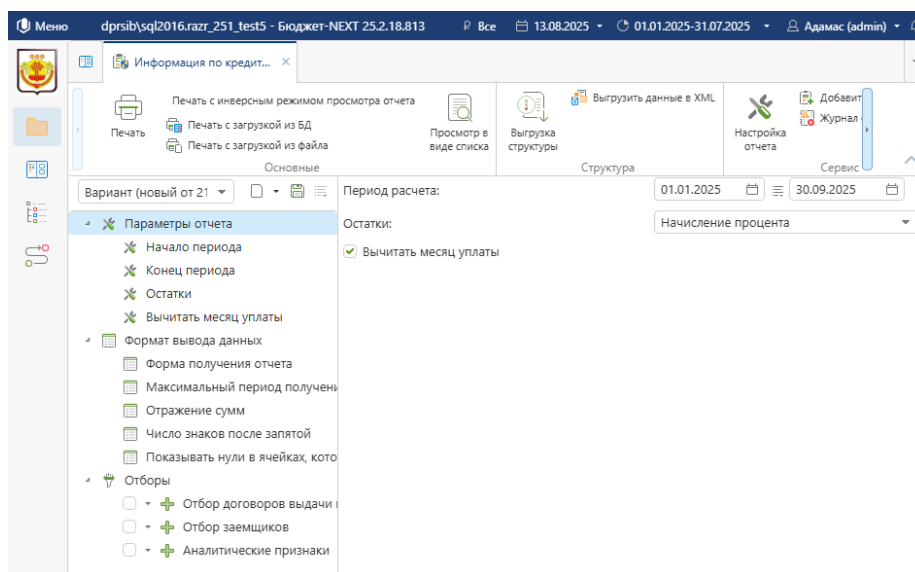 Меню dprsib\sql2016.razr_251_test5 - Бюджет-NEXT 25.2.18.813 ₽ Все 13.08.2025 01.01.2025-31.07.2025 Адамас (admin)
Информация по кредит... ×
Печать
Печать с инверсным режимом просмотра отчета
Печать с загрузкой из БД
Печать с загрузкой из файла
Просмотр в виде списка
Основные
Выгрузка структуры
Выгрузить данные в XML
Структура
Настройка отчета
Добавит
Журнал
Сервис
Вариант (новый от 21
Период расчета: 01.01.2025 30.09.2025
Параметры отчета
Остатки: Начисление процента
Начало периода
Вычитать месяц уплаты
Конец периода
Остатки
Вычитать месяц уплаты
Формат вывода данных
Форма получения отчета
Максимальный период получен
Отражение сумм
Число знаков после запятой
Показывать нули в ячейках, кото
Отборы
Отбор договоров выдачи
Отбор заемщиков
Аналитические признаки